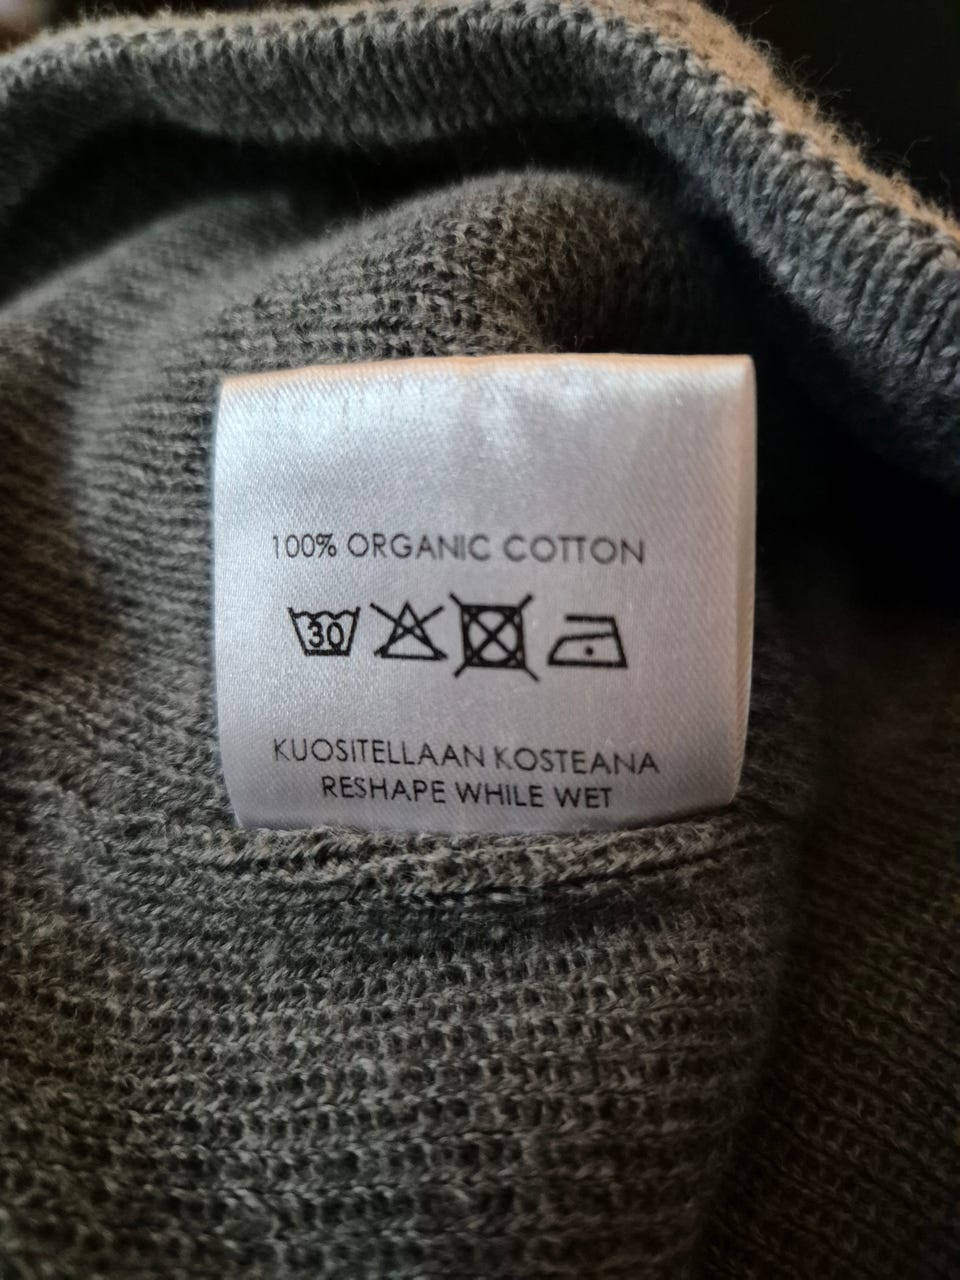 100% ORGANIC COTTON
30
KUOSITELLAAN KOSTEANA
RESHAPE WHILE WET